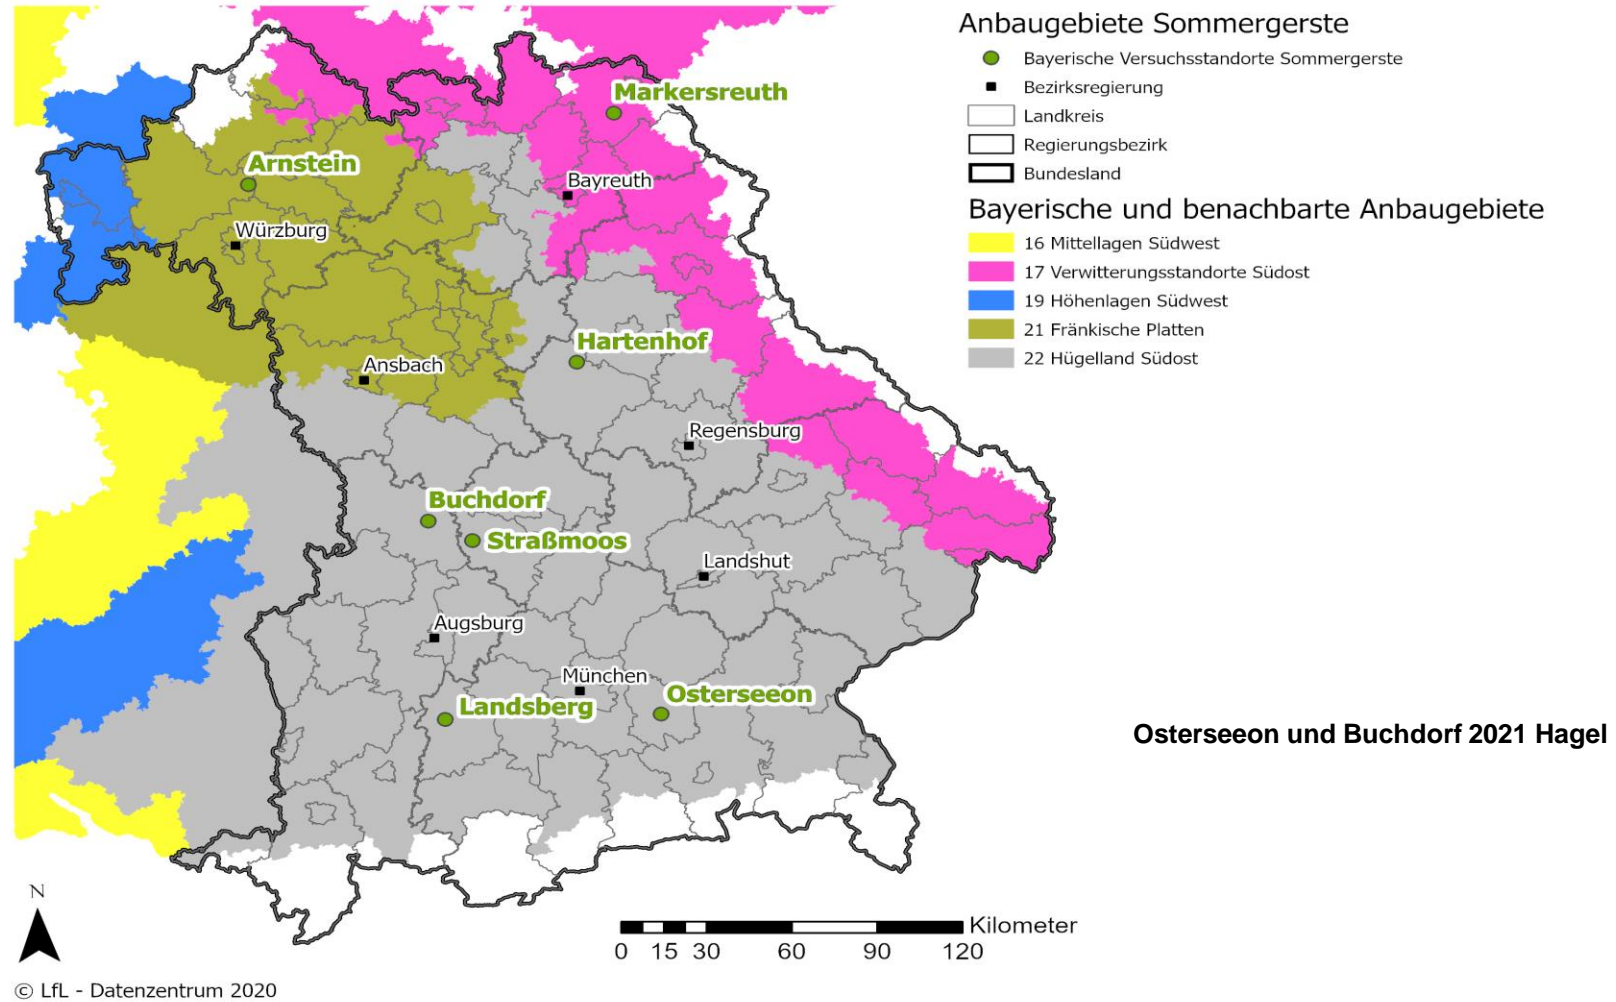 Anbaugebiete Sommergerste
Bayerische Versuchsstandorte Sommergerste
Bezirksregierung
Landkreis
Regierungsbezirk
Bundesland
Bayerische und benachbarte Anbaugebiete
16 Mittellagen Südwest
17 Verwitterungsstandorte Südost
19 Höhenlagen Südwest
21 Fränkische Platten
22 Hügelland Südost
Markersreuth
Arnstein
Bayreuth
Würzburg
Hartenhof
Ansbach
Regensburg
Buchdorf
Straßmoos
Landshut
Augsburg
München
Osterseeon
Landsberg
Osterseeon und Buchdorf 2021 Hagel
N
Kilometer
0 15 30 60 90 120
© LfL - Datenzentrum 2020